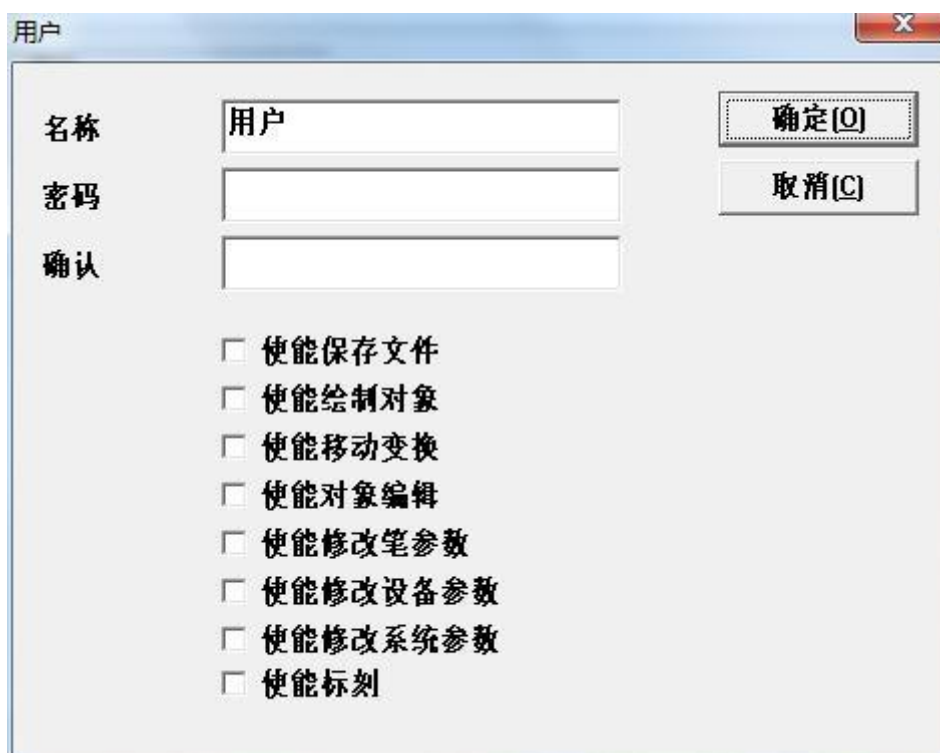 用户
名称 用户 确定(O)
密码 取消(C)
确认
使能保存文件
使能绘制对象
使能移动变换
使能对象编辑
使能修改笔参数
使能修改设备参数
使能修改系统参数
使能标刻